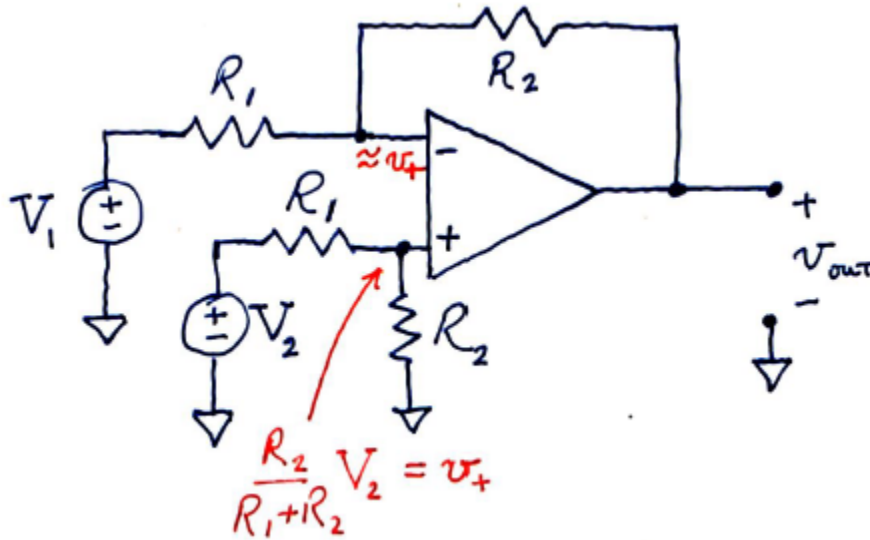 R₂
R₁
−
≈v₊
V₁
+
−
R₁
+
+
v_out
−
+
−
V₂
R₂
R₂/(R₁+R₂) V₂ = v₊